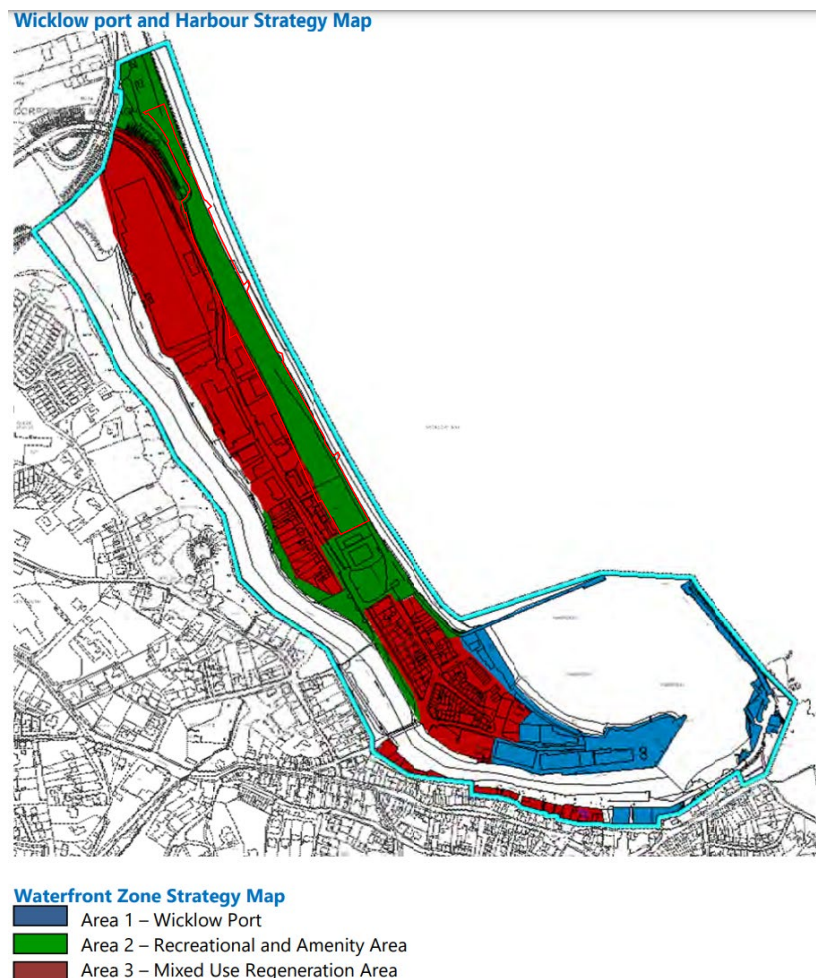 Wicklow port and Harbour Strategy Map
Waterfront Zone Strategy Map
Area 1 – Wicklow Port
Area 2 – Recreational and Amenity Area
Area 3 – Mixed Use Regeneration Area